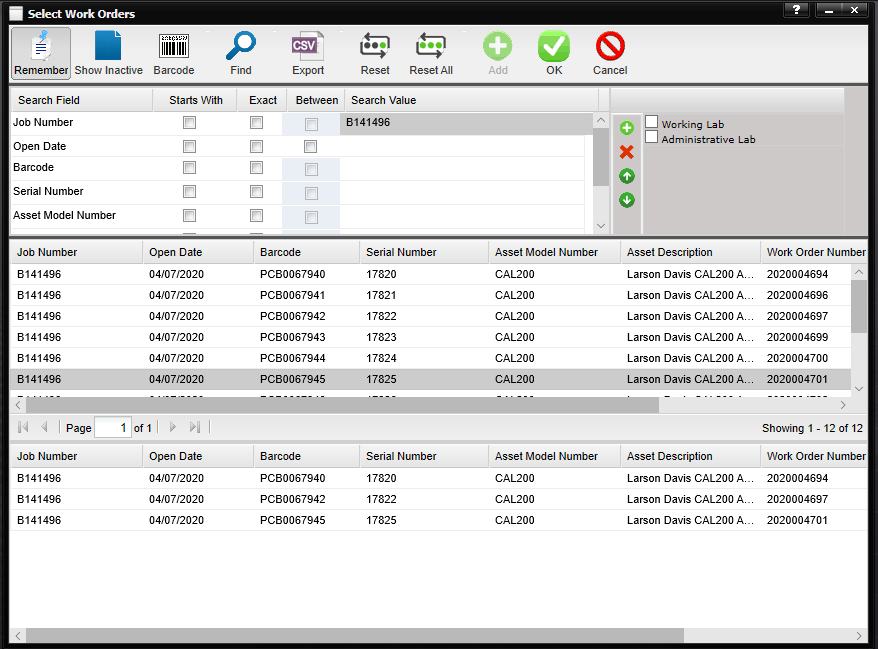 Select Work Orders
?
Remember Show Inactive Barcode Find CSV Export Reset Reset All Add OK Cancel
Search Field Starts With Exact Between Search Value
Job Number B141496
Working Lab
Open Date
Administrative Lab
Barcode
Serial Number
Asset Model Number
Job Number Open Date Barcode Serial Number Asset Model Number Asset Description Work Order Number
B141496 04/07/2020 PCB0067940 17820 CAL200 Larson Davis CAL200 A... 2020004694
B141496 04/07/2020 PCB0067941 17821 CAL200 Larson Davis CAL200 A... 2020004696
B141496 04/07/2020 PCB0067942 17822 CAL200 Larson Davis CAL200 A... 2020004697
B141496 04/07/2020 PCB0067943 17823 CAL200 Larson Davis CAL200 A... 2020004699
B141496 04/07/2020 PCB0067944 17824 CAL200 Larson Davis CAL200 A... 2020004700
B141496 04/07/2020 PCB0067945 17825 CAL200 Larson Davis CAL200 A... 2020004701
Page 1 of 1 Showing 1 - 12 of 12
Job Number Open Date Barcode Serial Number Asset Model Number Asset Description Work Order Number
B141496 04/07/2020 PCB0067940 17820 CAL200 Larson Davis CAL200 A... 2020004694
B141496 04/07/2020 PCB0067942 17822 CAL200 Larson Davis CAL200 A... 2020004697
B141496 04/07/2020 PCB0067945 17825 CAL200 Larson Davis CAL200 A... 2020004701